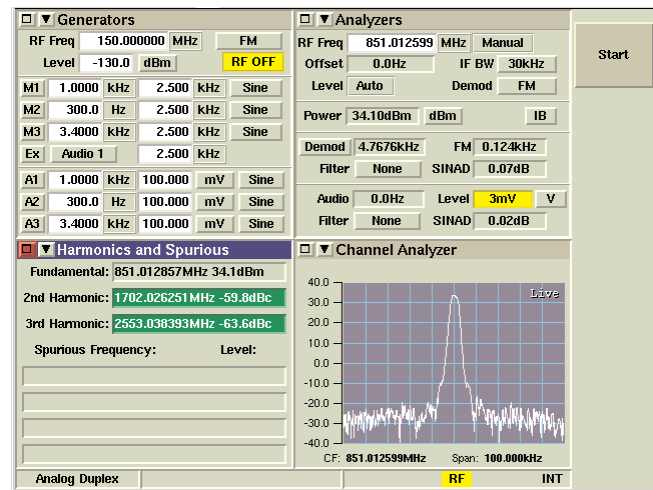 Generators
RF Freq 150.000000 MHz FM
Level -130.0 dBm RF OFF
M1 1.0000 kHz 2.500 kHz Sine
M2 300.0 Hz 2.500 kHz Sine
M3 3.4000 kHz 2.500 kHz Sine
Ex Audio 1 2.500 kHz
A1 1.0000 kHz 100.000 mV Sine
A2 300.0 Hz 100.000 mV Sine
A3 3.4000 kHz 100.000 mV Sine
Analyzers
RF Freq 851.012599 MHz Manual
Offset 0.0Hz IF BW 30kHz
Level Auto Demod FM
Power 34.10dBm dBm IB
Demod 4.7676kHz FM 0.124kHz
Filter None SINAD 0.07dB
Audio 0.0Hz Level 3mV V
Filter None SINAD 0.02dB
Start
Harmonics and Spurious
Fundamental: 851.012857MHz 34.1dBm
2nd Harmonic: 1702.026251MHz -59.8dBc
3rd Harmonic: 2553.038393MHz -63.6dBc
Spurious Frequency: Level:
Channel Analyzer
Live
40.0
30.0
20.0
10.0
0.0
-10.0
-20.0
-30.0
-40.0
CF: 851.012599MHz Span: 100.000kHz
Analog Duplex RF INT